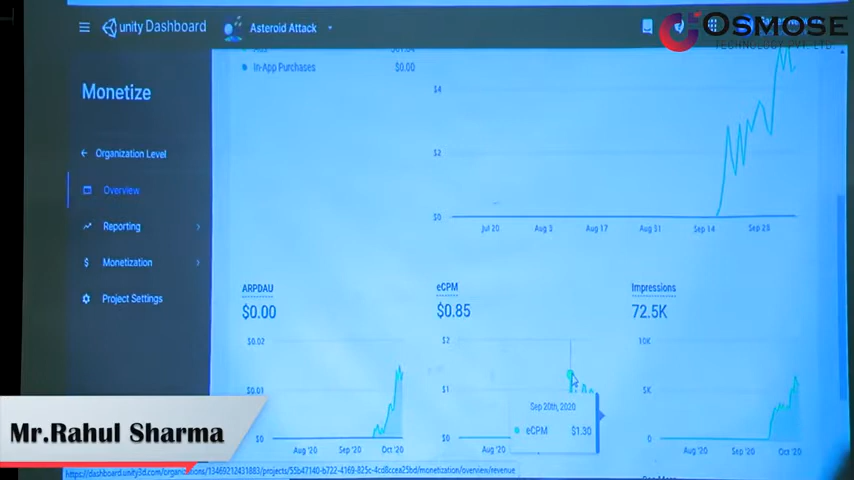 unity Dashboard
Asteroid Attack
OSMOSE
TECHNOLOGY PVT. LTD.
In-App Purchases $0.00
Monetize
$4
$2
$0
Jul 20 Aug 3 Aug 17 Aug 31 Sep 14 Sep 28
Organization Level
Overview
Reporting
Monetization
Project Settings
ARPDAU
$0.00
eCPM
$0.85
Impressions
72.5K
$0.02
$0.01
$0
Aug '20 Sep '20 Oct '20
$2
$1
$0
Aug '20
Sep 20th, 2020
eCPM $1.30
10K
5K
0
Aug '20 Sep '20 Oct '20
Mr.Rahul Sharma